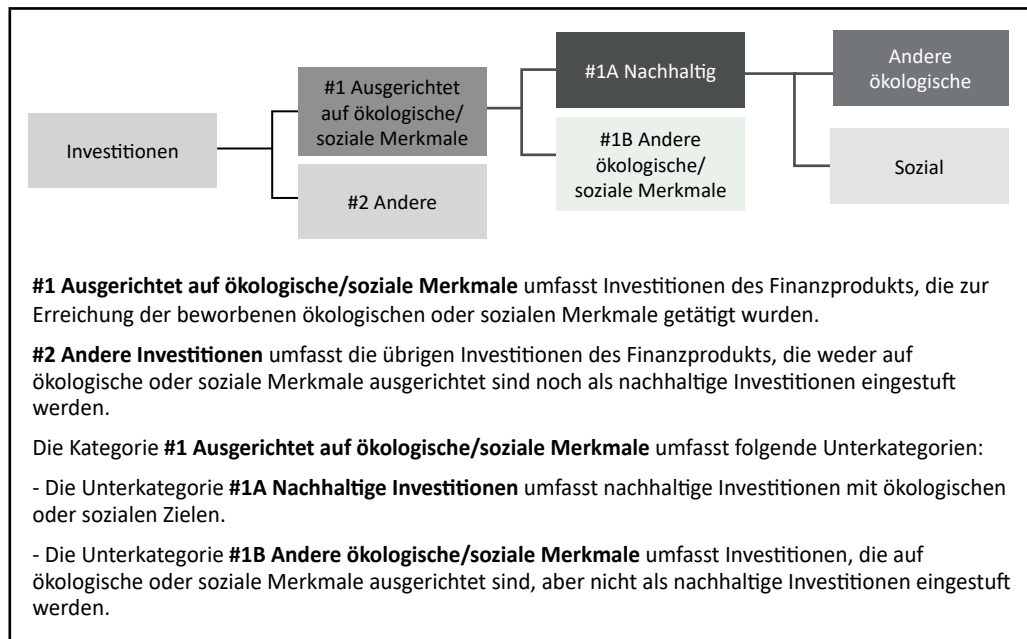 Investitionen
#1 Ausgerichtet
auf ökologische/
soziale Merkmale
#2 Andere
#1A Nachhaltig
#1B Andere
ökologische/
soziale Merkmale
Andere
ökologische
Sozial
#1 Ausgerichtet auf ökologische/soziale Merkmale umfasst Investitionen des Finanzprodukts, die zur
Erreichung der beworbenen ökologischen oder sozialen Merkmale getätigt wurden.
#2 Andere Investitionen umfasst die übrigen Investitionen des Finanzprodukts, die weder auf
ökologische oder soziale Merkmale ausgerichtet sind noch als nachhaltige Investitionen eingestuft
werden.
Die Kategorie #1 Ausgerichtet auf ökologische/soziale Merkmale umfasst folgende Unterkategorien:
- Die Unterkategorie #1A Nachhaltige Investitionen umfasst nachhaltige Investitionen mit ökologischen
oder sozialen Zielen.
- Die Unterkategorie #1B Andere ökologische/soziale Merkmale umfasst Investitionen, die auf
ökologische oder soziale Merkmale ausgerichtet sind, aber nicht als nachhaltige Investitionen eingestuft
werden.